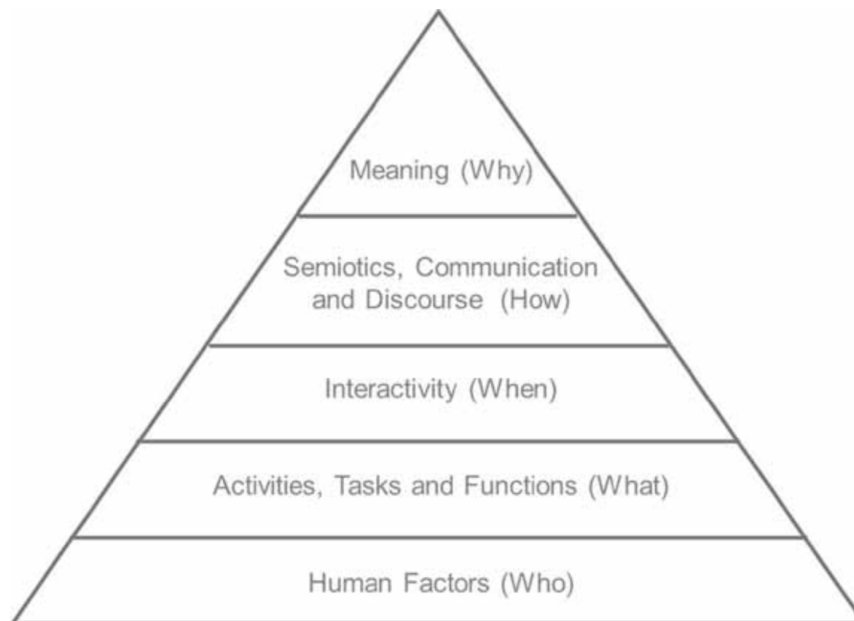 Meaning (Why)
Semiotics, Communication
and Discourse (How)
Interactivity (When)
Activities, Tasks and Functions (What)
Human Factors (Who)